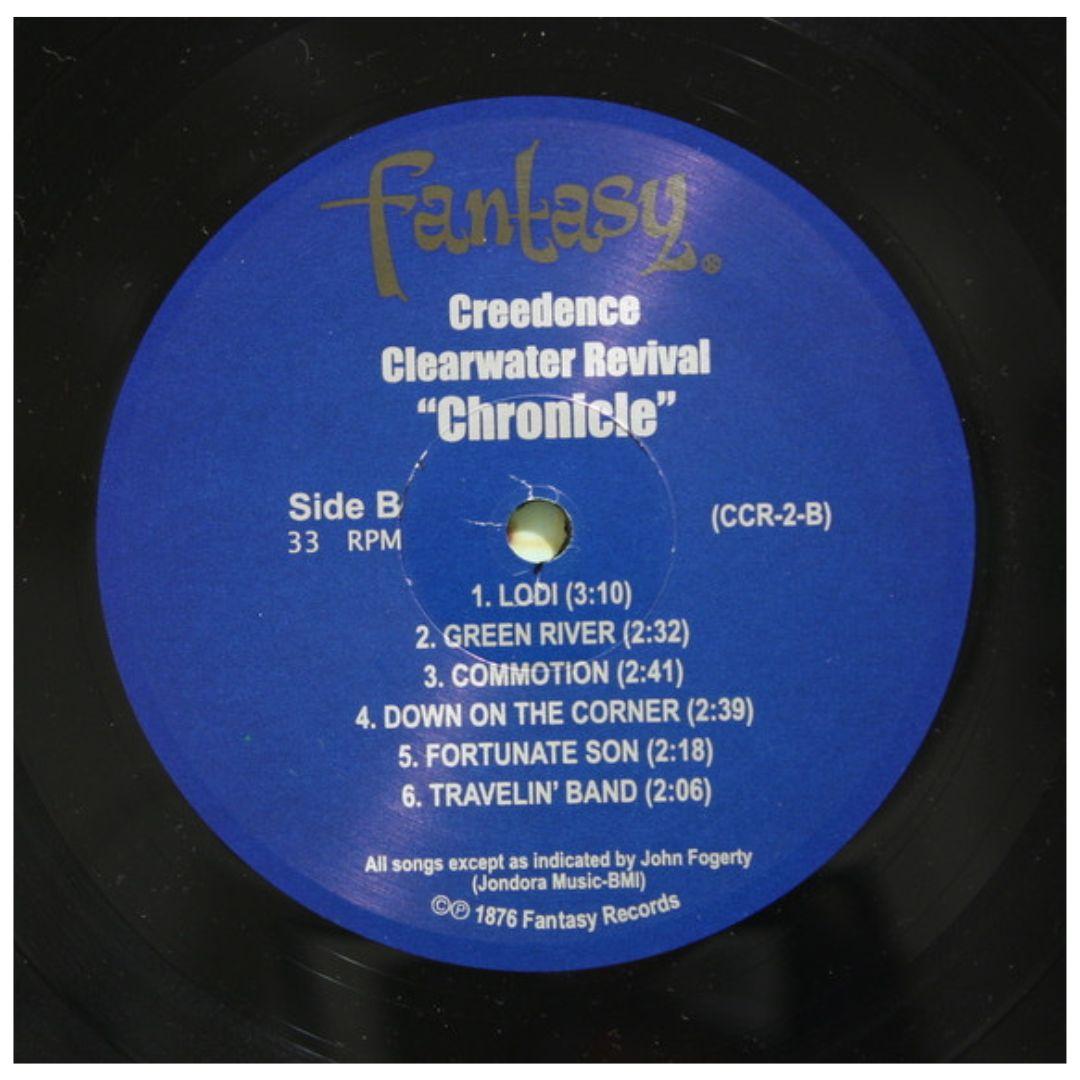 fantasy®
Creedence
Clearwater Revival
“Chronicle”
Side B
33 RPM
(CCR-2-B)
1. LODI (3:10)
2. GREEN RIVER (2:32)
3. COMMOTION (2:41)
4. DOWN ON THE CORNER (2:39)
5. FORTUNATE SON (2:18)
6. TRAVELIN’ BAND (2:06)
All songs except as indicated by John Fogerty
(Jondora Music-BMI)
©℗ 1876 Fantasy Records